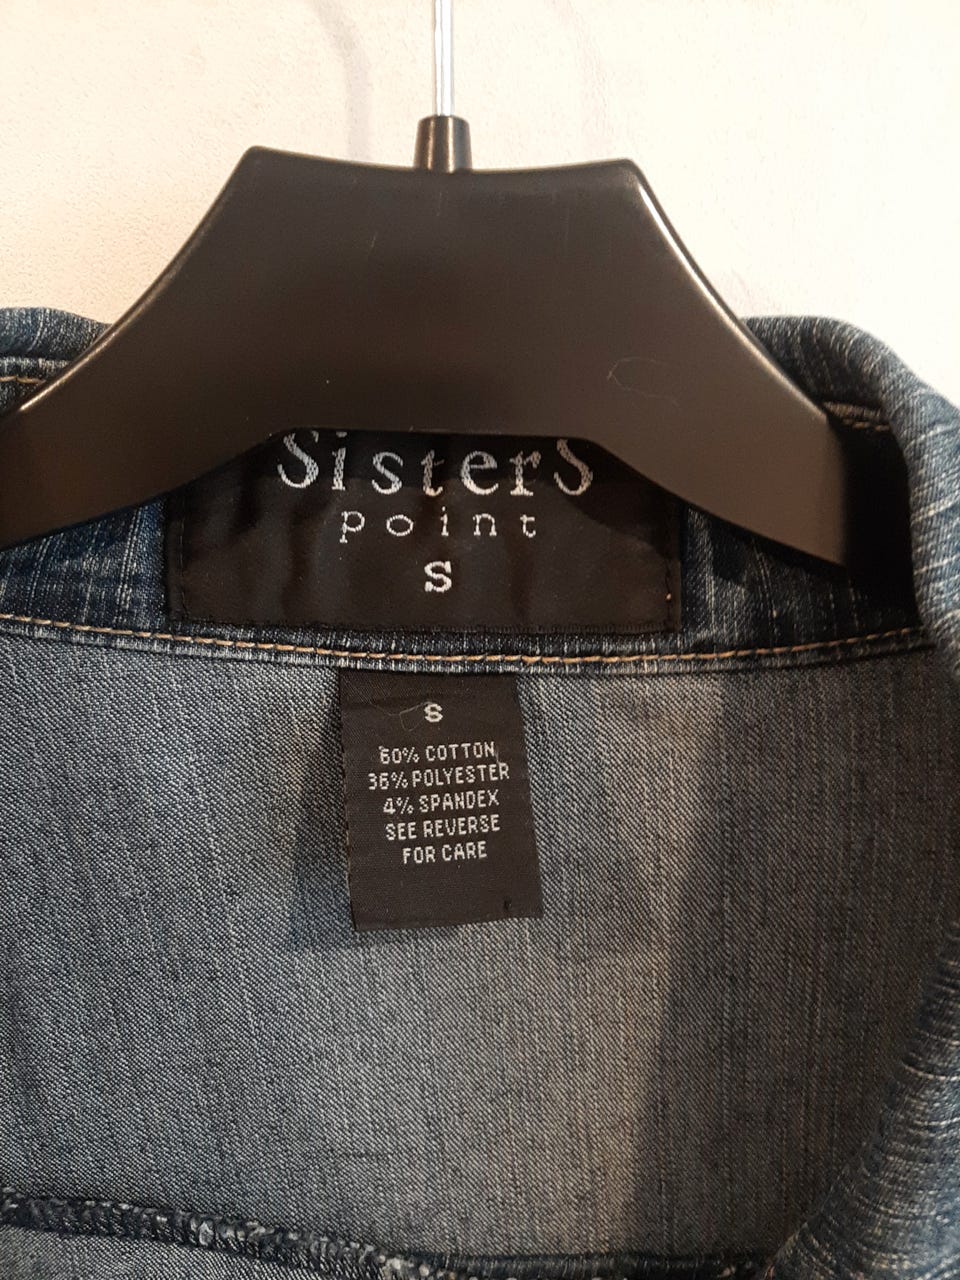 SisterS
point
S
S
60% COTTON
36% POLYESTER
4% SPANDEX
SEE REVERSE
FOR CARE